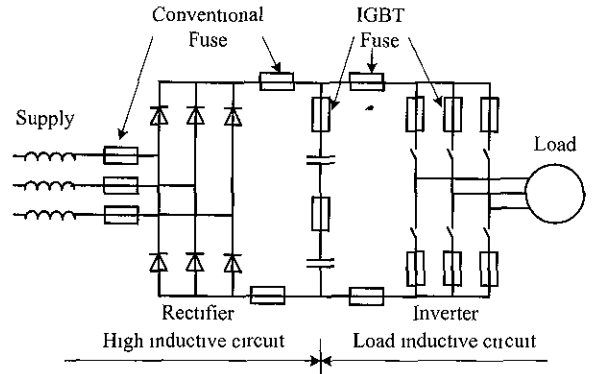 Conventional
Fuse
IGBT
Fuse
Supply
Load
Rectifier
Inverter
High inductive circuit
Load inductive circuit